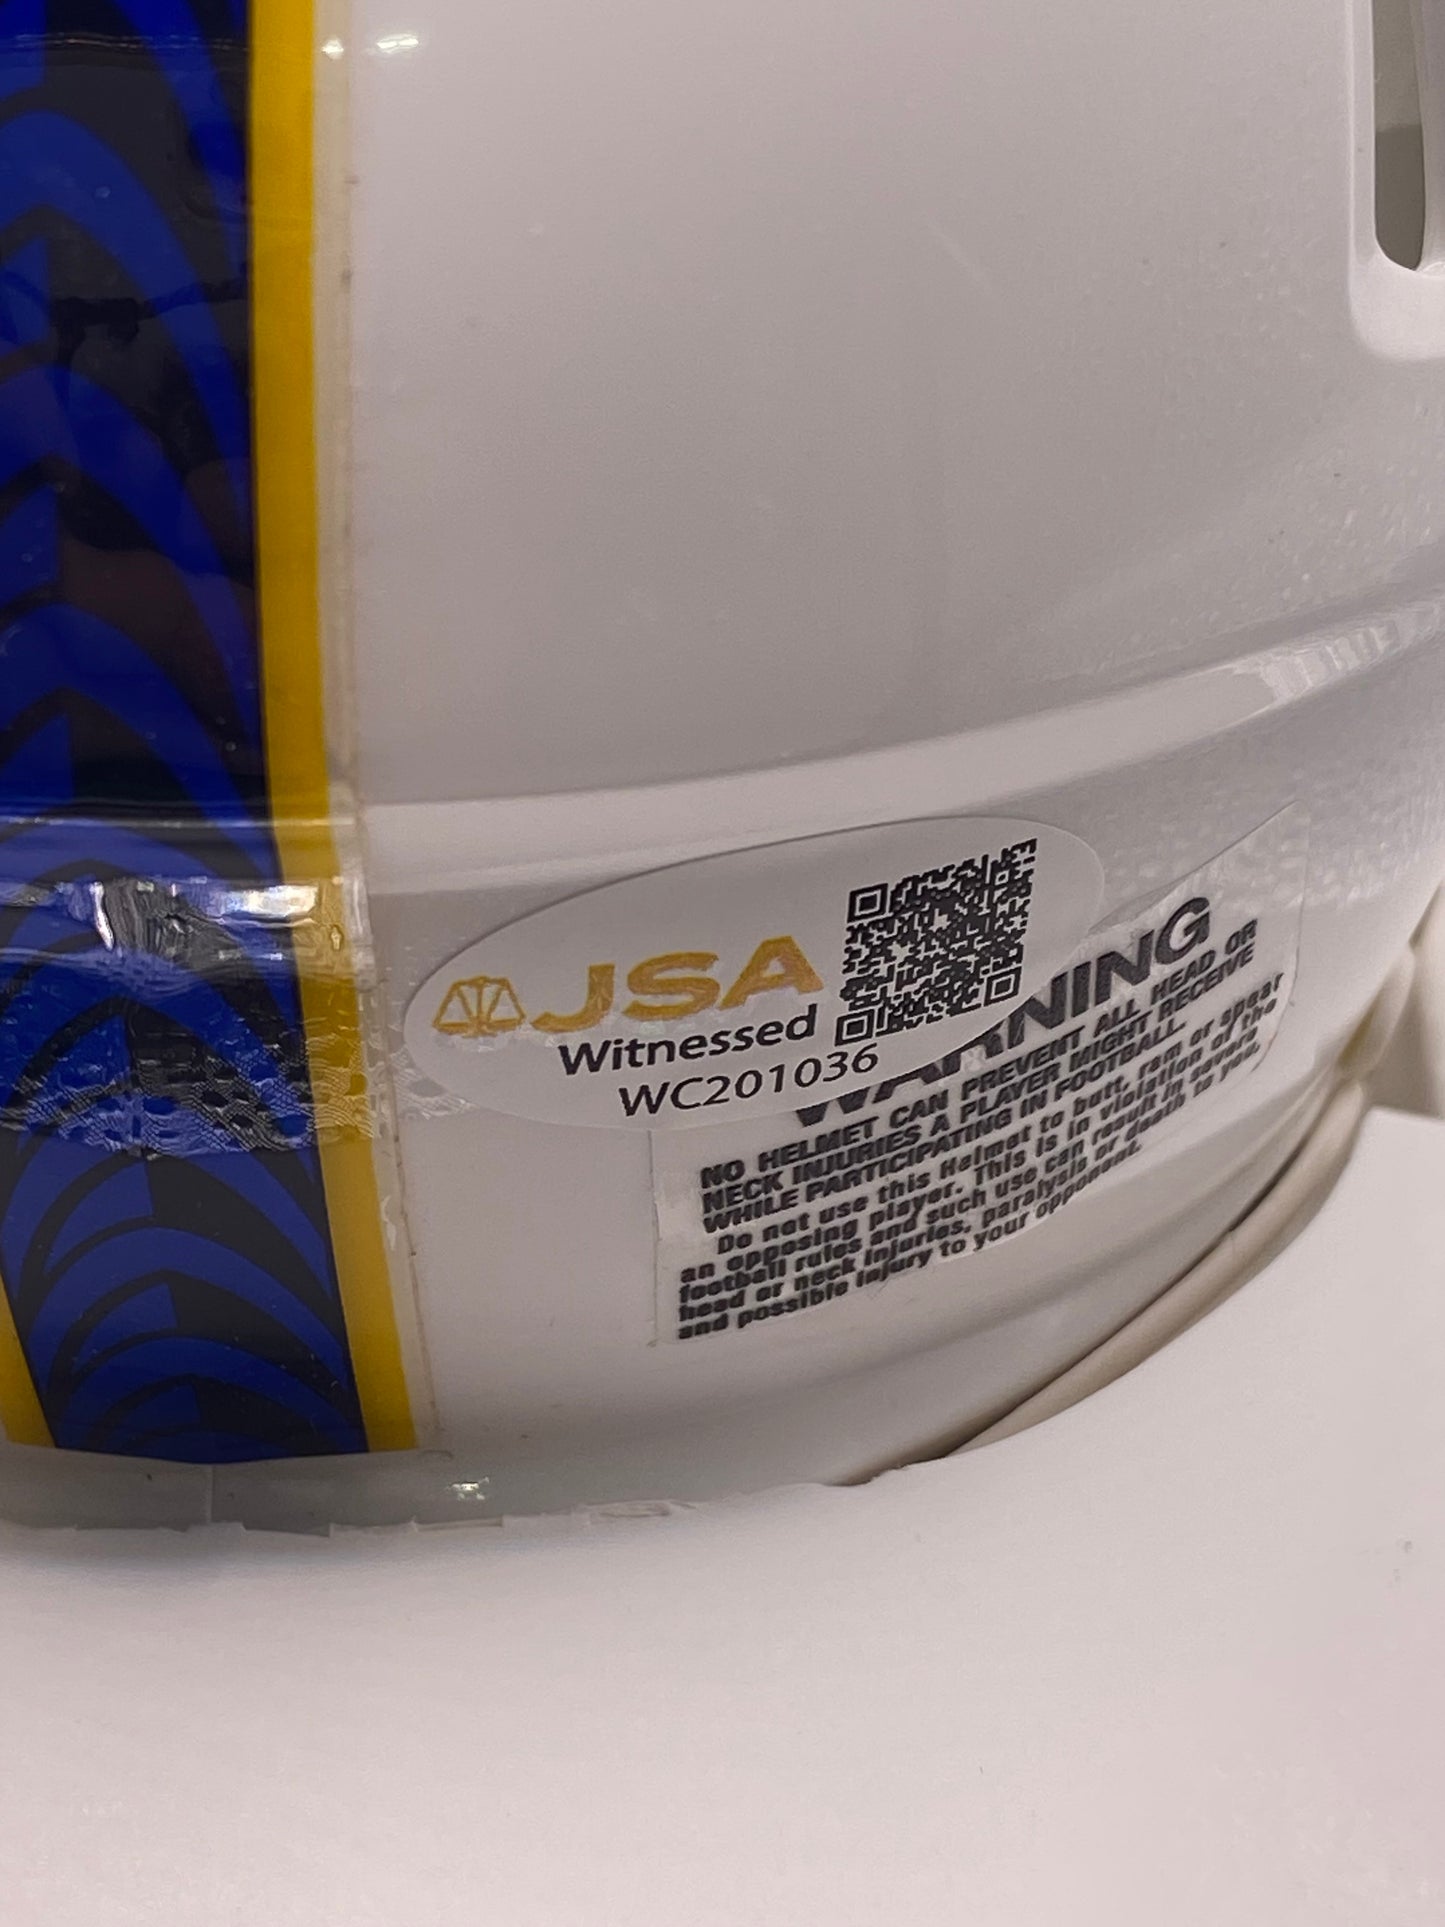 JSA
Witnessed
WC201036
WARNING
NO HELMET CAN PREVENT ALL HEAD OR
NECK INJURIES A PLAYER MIGHT RECEIVE
WHILE PARTICIPATING IN FOOTBALL.
Do not use this Helmet to butt, ram or spear
an opposing player. This is in violation of the
football rules and such use can result in severe
head or neck injuries, paralysis or death to you,
and possible injury to your opponent.